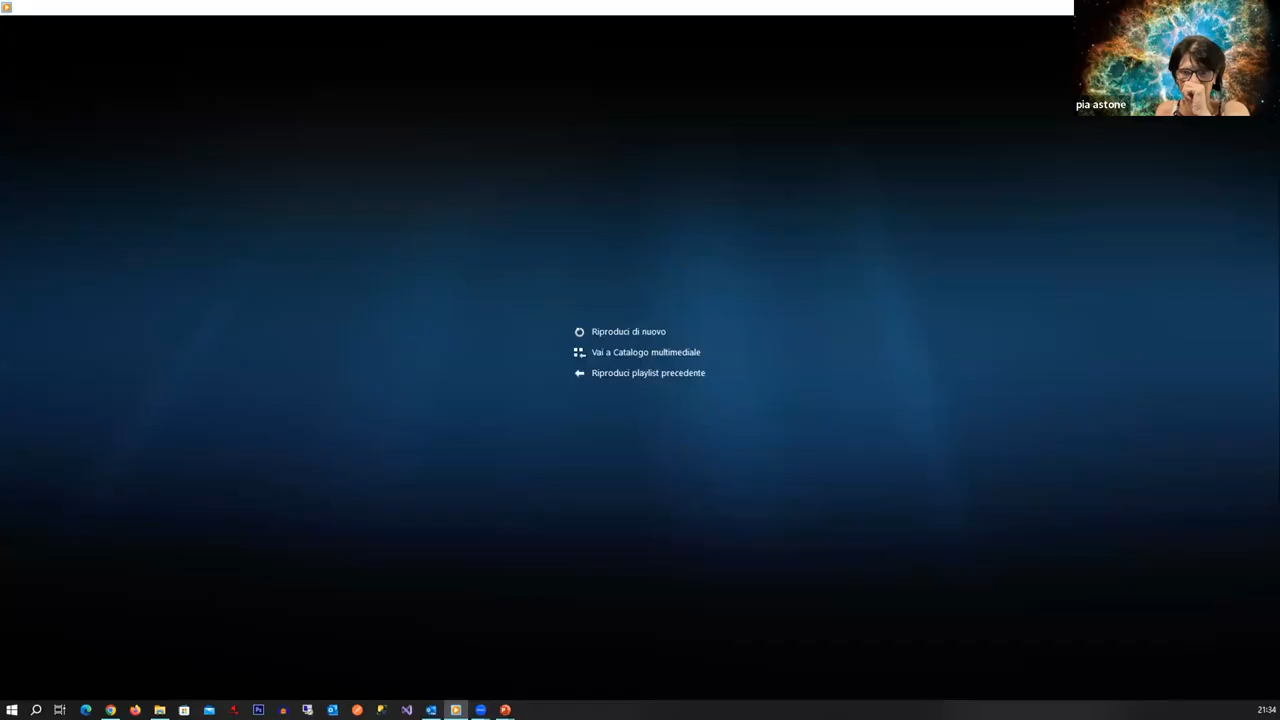 pia astone
Riproduci di nuovo
Vai a Catalogo multimediale
Riproduci playlist precedente
21:34